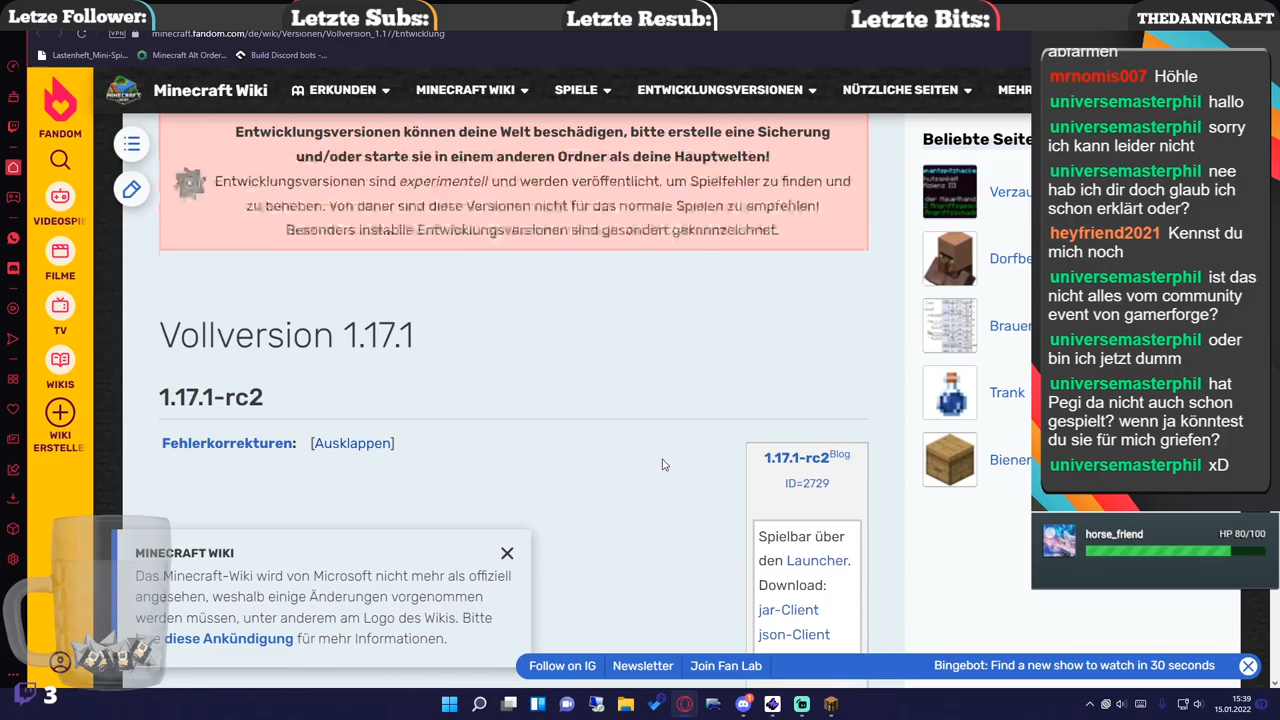 Letze Follower:
Letzte Subs:
Letzte Resub:
Letzte Bits:
THEDANNICRAFT
VPN
minecraft.fandom.com/de/wiki/Versionen/Vollversion_1.17/Entwicklung
Lastenheft_Mini-Spi...
Minecraft Alt Order...
Build Discord bots -...
FANDOM
VIDEOSPIE
FILME
TV
WIKIS
WIKI
ERSTELLE
Minecraft Wiki
ERKUNDEN
MINECRAFT WIKI
SPIELE
ENTWICKLUNGSVERSIONEN
NÜTZLICHE SEITEN
MEHR
Entwicklungsversionen können deine Welt beschädigen, bitte erstelle eine Sicherung
und/oder starte sie in einem anderen Ordner als deine Hauptwelten!
Entwicklungsversionen sind experimentell und werden veröffentlicht, um Spielfehler zu finden und
zu beheben. Von daher sind diese Versionen nicht für das normale Spielen zu empfehlen!
Besonders instabile Entwicklungsversionen sind gesondert gekennzeichnet.
Vollversion 1.17.1
1.17.1-rc2
Fehlerkorrekturen: [Ausklappen]
1.17.1-rc2Blog
ID=2729
Spielbar über
den Launcher.
Download:
jar-Client
json-Client
Beliebte Seite
Verzau
Dorfbe
Brauen
Trank
Bienen
MINECRAFT WIKI
Das Minecraft-Wiki wird von Microsoft nicht mehr als offiziell
angesehen, weshalb einige Änderungen vorgenommen
werden müssen, unter anderem am Logo des Wikis. Bitte
diese Ankündigung für mehr Informationen.
Follow on IG
Newsletter
Join Fan Lab
Bingebot: Find a new show to watch in 30 seconds
abfarmen
mrnomis007 Höhle
universemasterphil hallo
universemasterphil sorry
ich kann leider nicht
universemasterphil nee
hab ich dir doch glaub ich
schon erklärt oder?
heyfriend2021 Kennst du
mich noch
universemasterphil ist das
nicht alles vom community
event von gamerforge?
universemasterphil oder
bin ich jetzt dumm
universemasterphil hat
Pegi da nicht auch schon
gespielt? wenn ja könntest
du sie für mich griefen?
universemasterphil xD
horse_friend
HP 80/100
3
15:39
15.01.2022